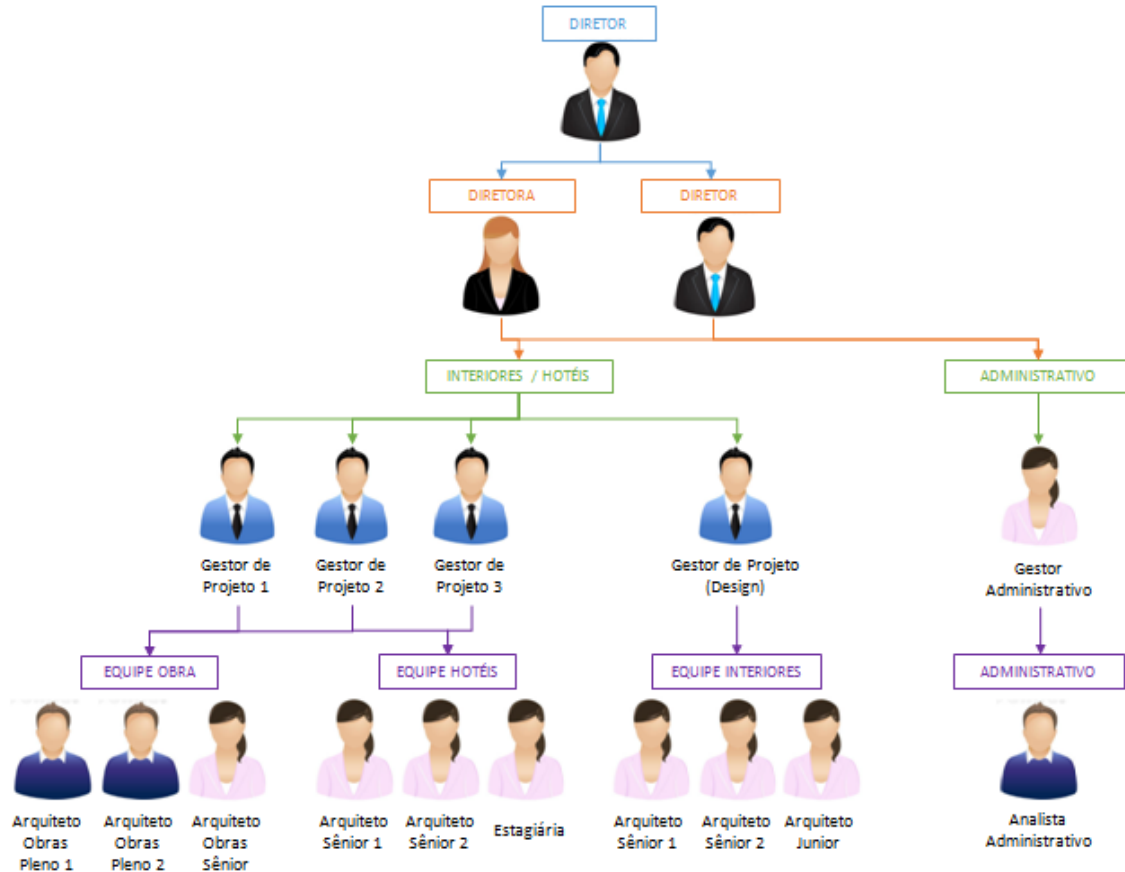 DIRETOR
DIRETORA
DIRETOR
INTERIORES / HOTÉIS
ADMINISTRATIVO
Gestor de
Projeto 1
Gestor de
Projeto 2
Gestor de
Projeto 3
Gestor de Projeto
(Design)
Gestor
Administrativo
EQUIPE OBRA
EQUIPE HOTÉIS
EQUIPE INTERIORES
ADMINISTRATIVO
Arquiteto
Obras
Pleno 1
Arquiteto
Obras
Pleno 2
Arquiteto
Obras
Sênior
Arquiteto
Sênior 1
Arquiteto
Sênior 2
Estagiária
Arquiteto
Sênior 1
Arquiteto
Sênior 2
Arquiteto
Junior
Analista
Administrativo